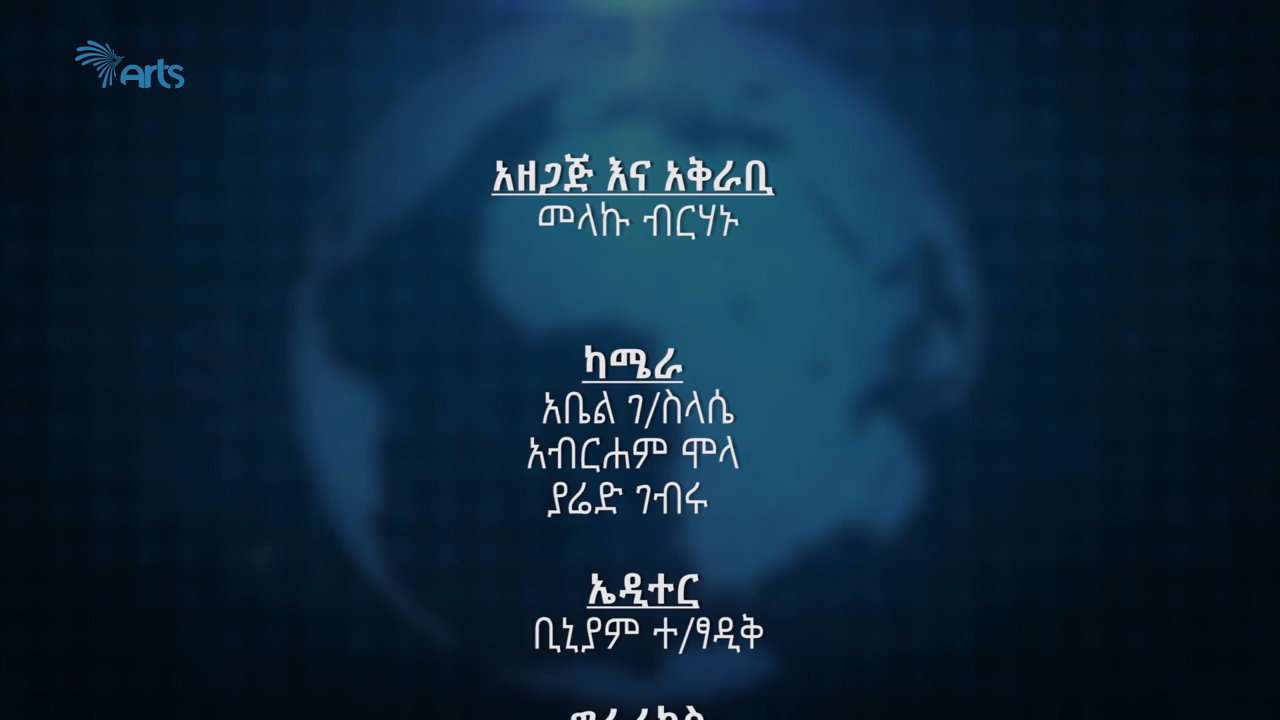 arts
አዘጋጅ እና አቅራቢ
መላኩ ብርሃኑ
ካሜራ
አቤል ገ/ስላሴ
አብርሐም ሞላ
ያሬድ ገብሩ
ኤዲተር
ቢኒያም ተ/ፃዲቅ